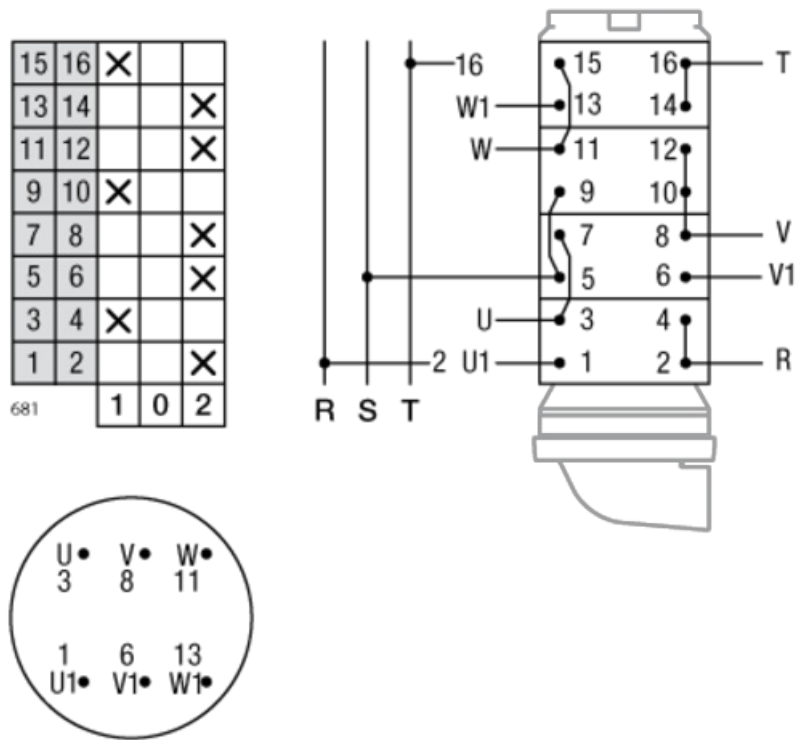 15 16
13 14
11 12
9 10
7 8
5 6
3 4
1 2
681 1 0 2
16
W1
W
U
2 U1
R S T
15 16 T
13 14
11 12
9 10
7 8 V
5 6 V1
3 4
1 2 R
U V W
3 8 11
1 6 13
U1 V1 W1